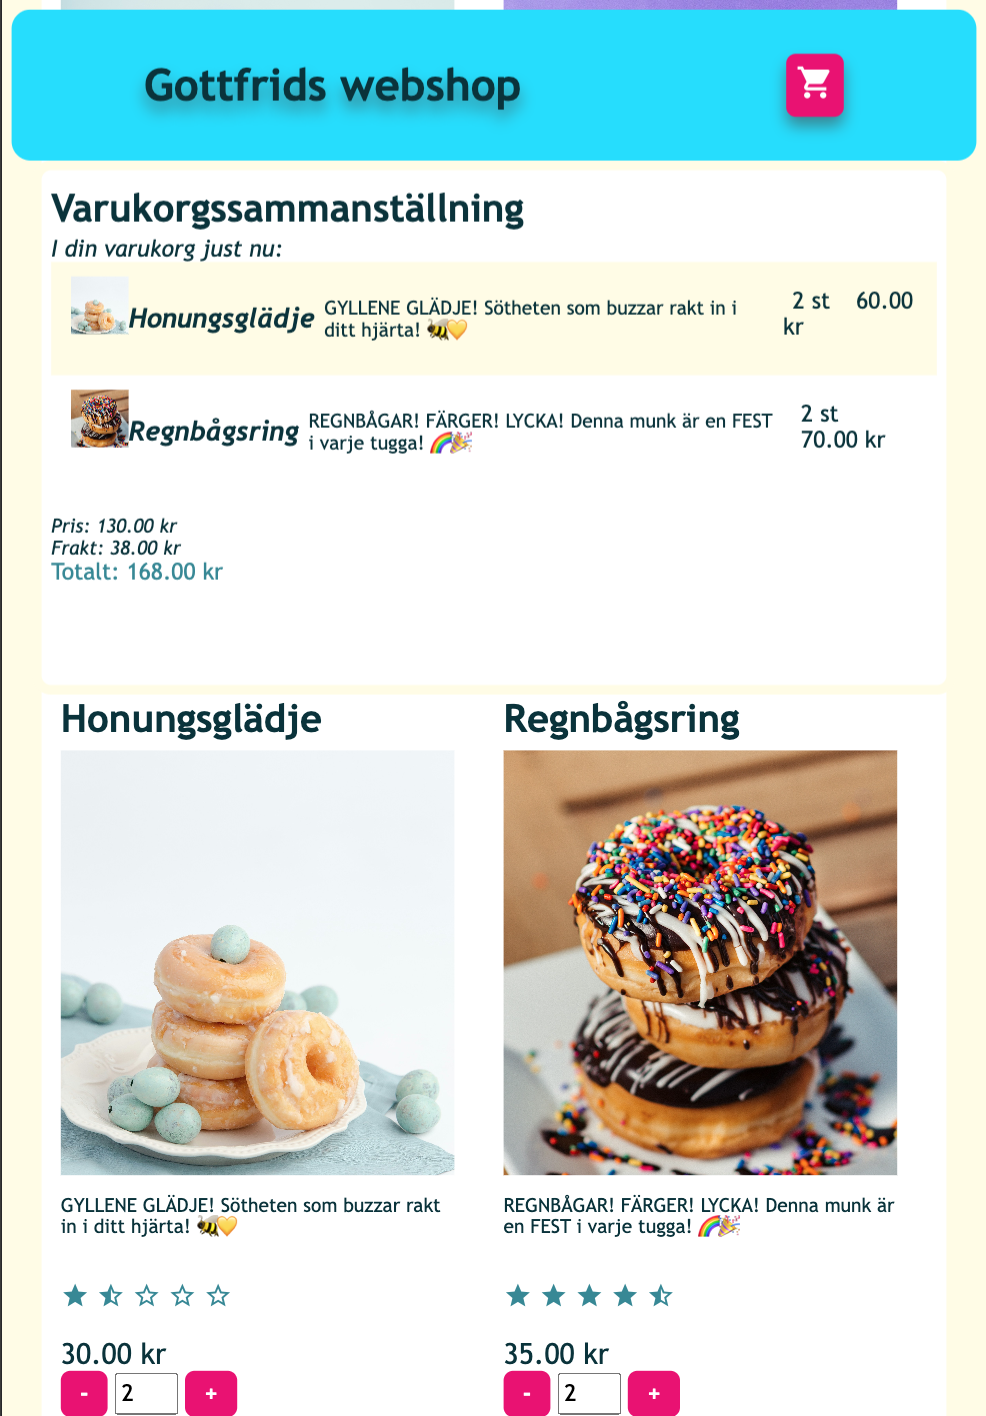 Gottfrids webshop
Varukorgssammanställning
I din varukorg just nu:
Honungsglädje
GYLLENE GLÄDJE! Sötheten som buzzar rakt in i
ditt hjärta! 🐝💛
2 st 60.00
kr
Regnbågsring
REGNBÅGAR! FÄRGER! LYCKA! Denna munk är en FEST
i varje tugga! 🌈🎉
2 st
70.00 kr
Pris: 130.00 kr
Frakt: 38.00 kr
Totalt: 168.00 kr
Honungsglädje
GYLLENE GLÄDJE! Sötheten som buzzar rakt
in i ditt hjärta! 🐝💛
30.00 kr
- 2 +
Regnbågsring
REGNBÅGAR! FÄRGER! LYCKA! Denna munk är
en FEST i varje tugga! 🌈🎉
35.00 kr
- 2 +